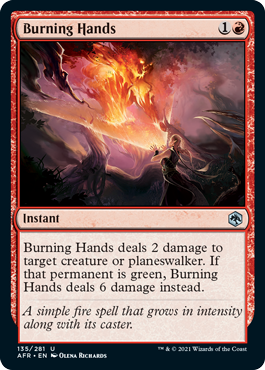 Burning Hands 1
Instant
Burning Hands deals 2 damage to
target creature or planeswalker. If
that permanent is green, Burning
Hands deals 6 damage instead.
A simple fire spell that grows in intensity
along with its caster.
135/281 U
AFR • EN OLENA RICHARDS
™ & © 2021 Wizards of the Coast